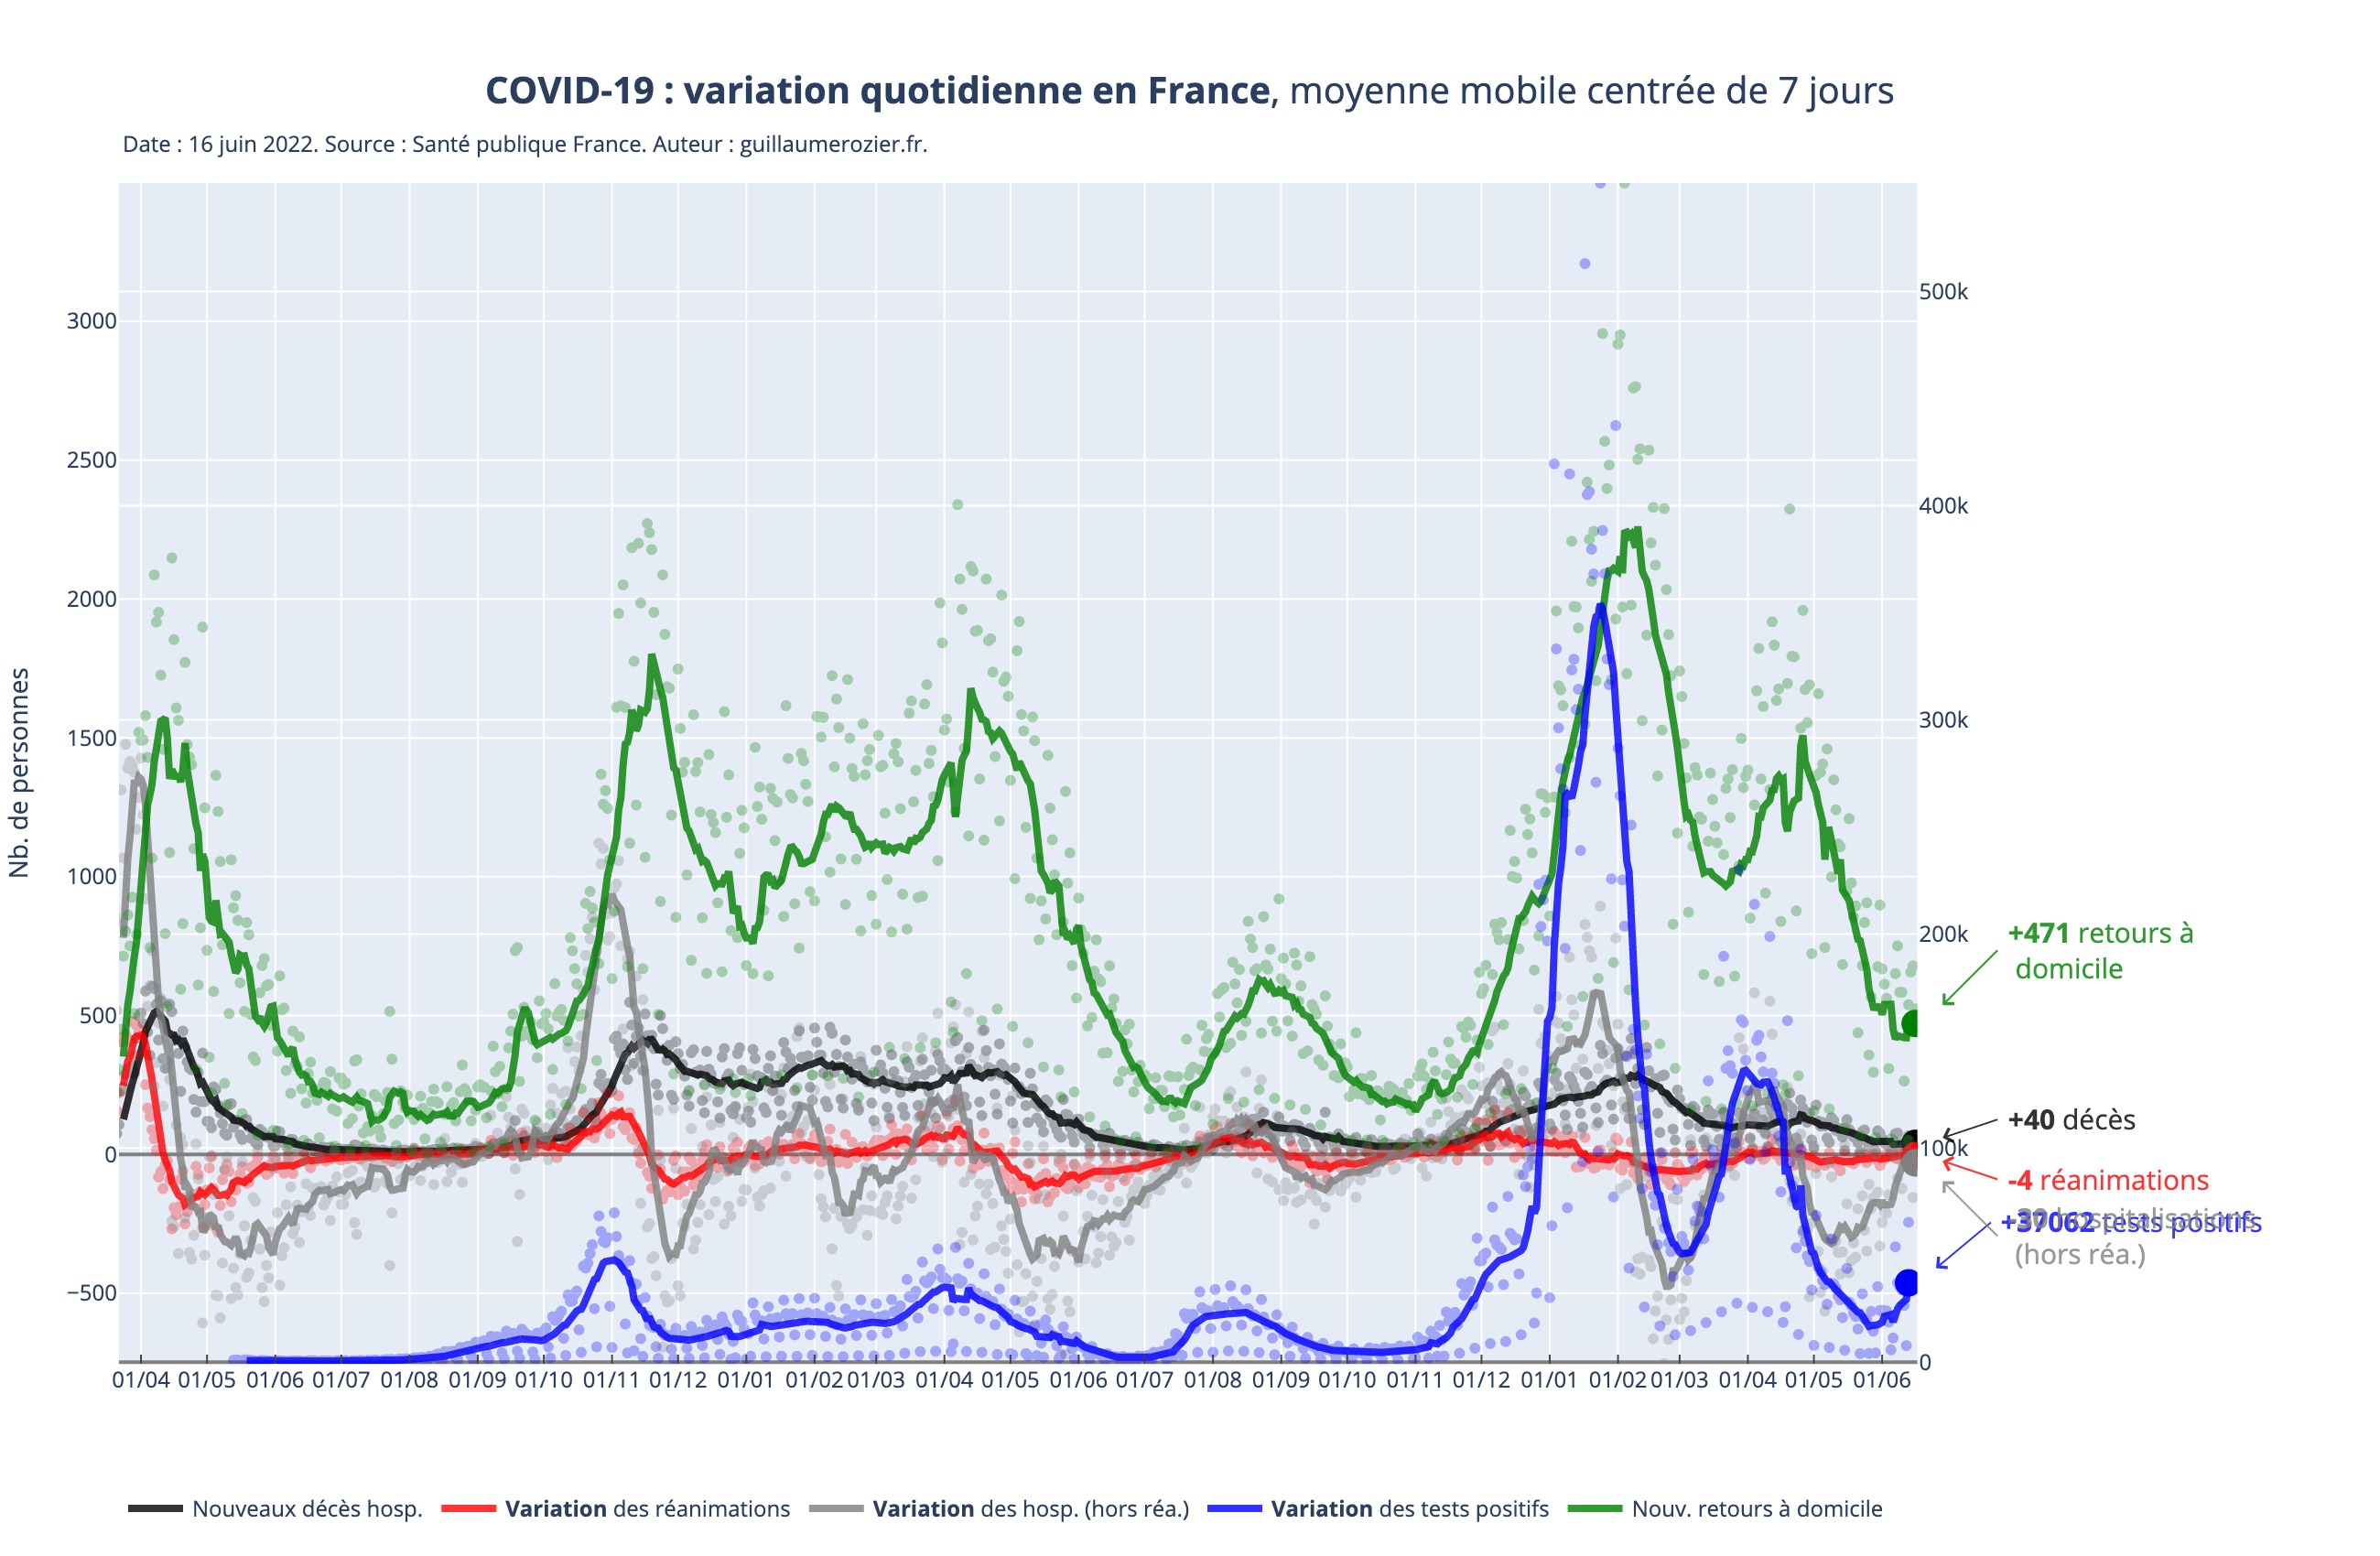 COVID-19 : variation quotidienne en France, moyenne mobile centrée de 7 jours
Date : 16 juin 2022. Source : Santé publique France. Auteur : guillaumerozier.fr.
Nb. de personnes
3000
2500
2000
1500
1000
500
0
−500
500k
400k
300k
200k
100k
0
+471 retours à
domicile
+40 décès
-4 réanimations
+37062 tests positifs
hospitalisations
(hors réa.)
01/04 01/05 01/06 01/07 01/08 01/09 01/10 01/11 01/12 01/01 01/02 01/03 01/04 01/05 01/06 01/07 01/08 01/09 01/10 01/11 01/12 01/01 01/02 01/03 01/04 01/05 01/06
Nouveaux décès hosp. Variation des réanimations Variation des hosp. (hors réa.) Variation des tests positifs Nouv. retours à domicile